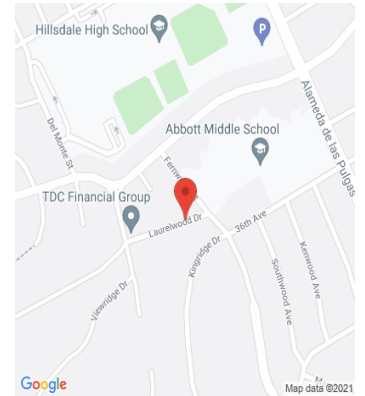 Hillsdale High School
P
Alameda de las Pulgas
Del Monte St
Abbott Middle School
Fernw
TDC Financial Group
Laurelwood Dr
36th Ave
Kingridge Dr
Kenwood Ave
Southwood Ave
Viewridge Dr
M
Google
Map data ©2021